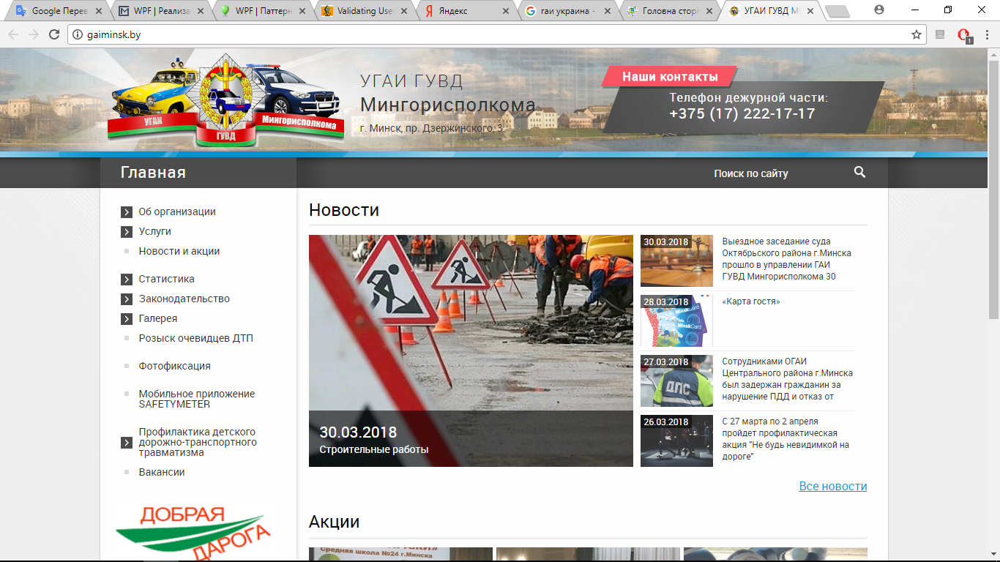 Google Перев
WPF | Реализа
WPF | Паттерн
Validating Use
Яндекс
гаи украина -
Головна сторі
УГАИ ГУВД М
gaiminsk.by
1
УГАИ
ГУВД
Мингорисполкома
УГАИ ГУВД
Мингорисполкома
г. Минск, пр. Дзержинского, 3
Наши контакты
Телефон дежурной части:
+375 (17) 222-17-17
Главная
Поиск по сайту
Об организации
Услуги
Новости и акции
Статистика
Законодательство
Галерея
Розыск очевидцев ДТП
Фотофиксация
Мобильное приложение
SAFETYMETER
Профилактика детского
дорожно-транспортного
травматизма
Вакансии
ДОБРАЯ
ДАРОГА
Новости
30.03.2018
Строительные работы
30.03.2018
Выездное заседание суда
Октябрьского района г.Минска
прошло в управлении ГАИ
ГУВД Мингорисполкома 30
28.03.2018
MinskCard
MinskCard
«Карта гостя»
27.03.2018
ДПС
Сотрудниками ОГАИ
Центрального района г.Минска
был задержан гражданин за
нарушение ПДД и отказ от
26.03.2018
С 27 марта по 2 апреля
пройдет профилактическая
акция "Не будь невидимкой на
дороге"
Все новости
Акции
Средняя школа №24 г.Минска